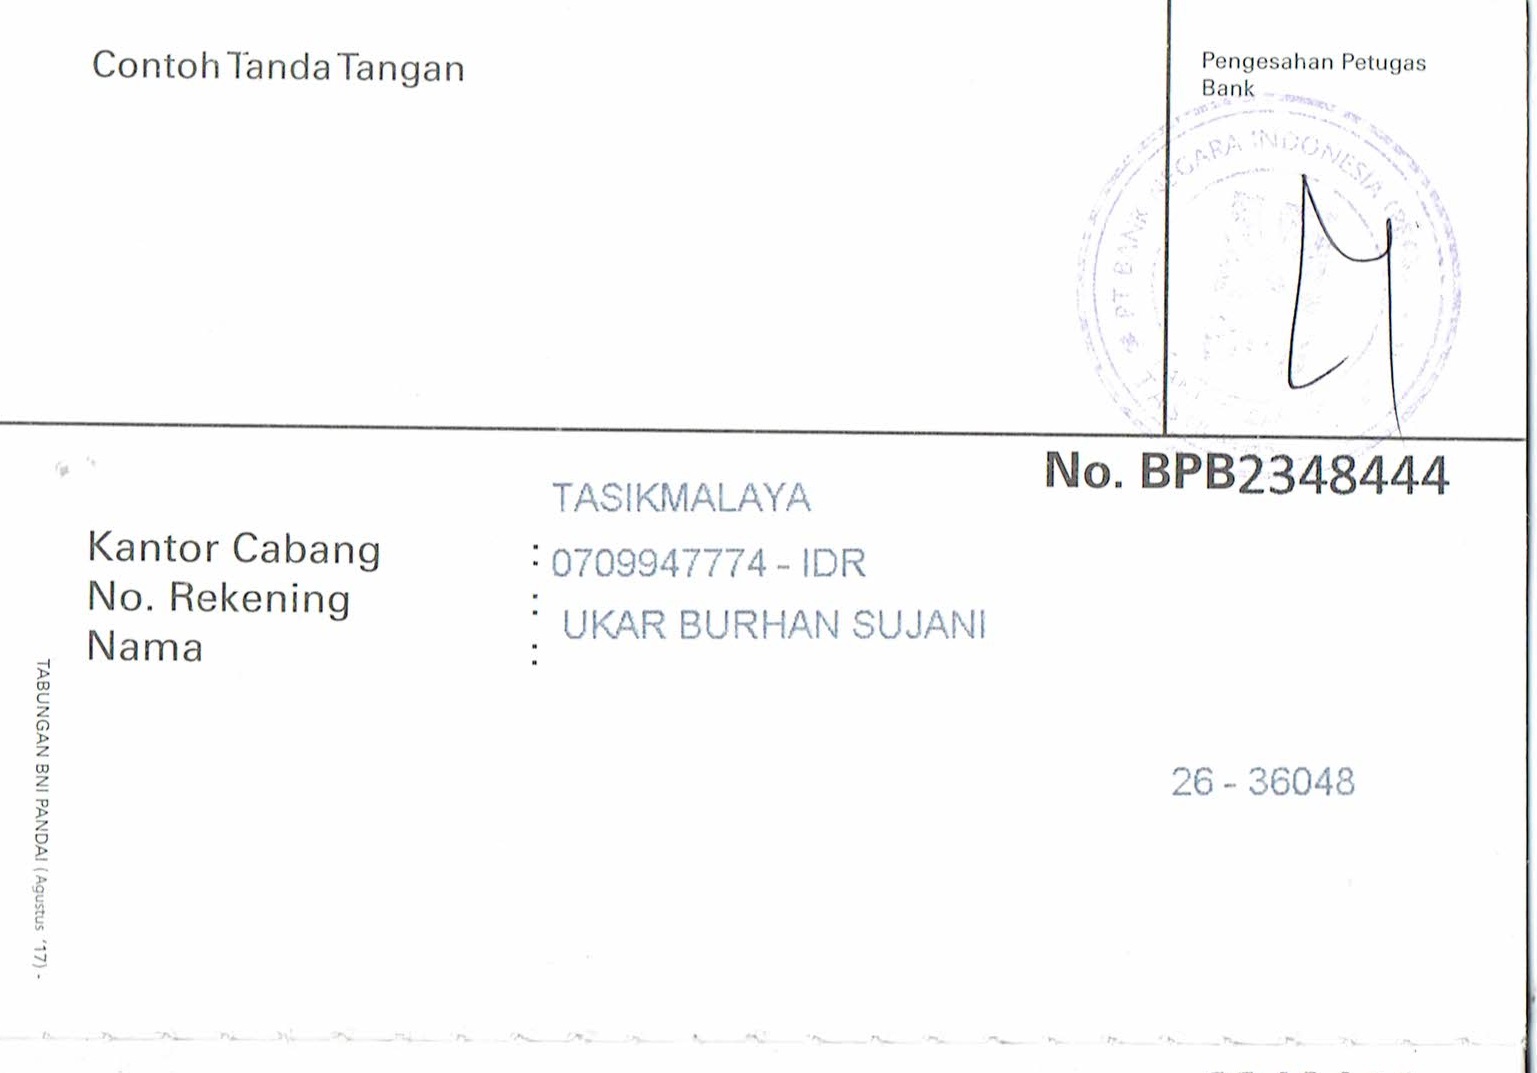 Contoh Tanda Tangan
Pengesahan Petugas
Bank
PT BANK NEGARA INDONESIA
No. BPB2348444
TASIKMALAYA
Kantor Cabang :
0709947774 - IDR
No. Rekening :
UKAR BURHAN SUJANI
Nama :
26 - 36048
TABUNGAN BNI PANDAI (Agustus '17) -